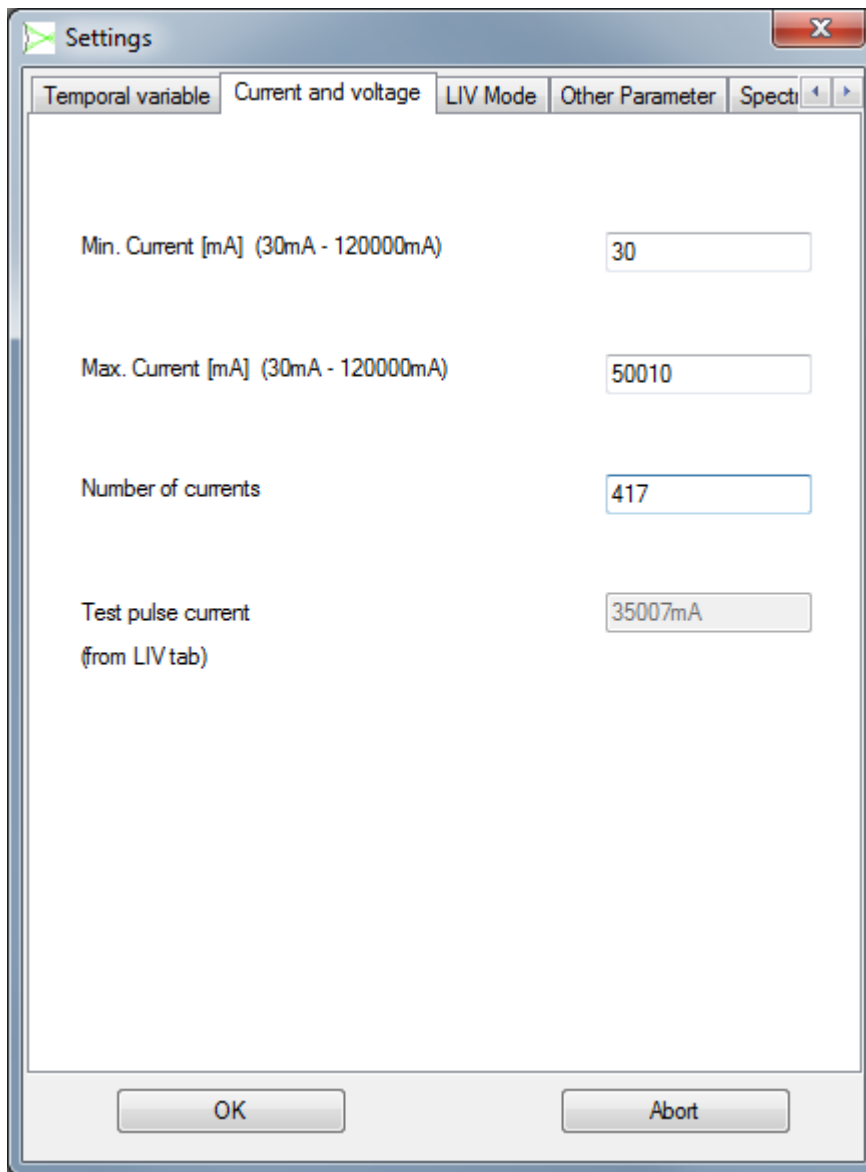 Settings
Temporal variable Current and voltage LIV Mode Other Parameter Spectr
Min. Current [mA] (30mA - 120000mA) 30
Max. Current [mA] (30mA - 120000mA) 50010
Number of currents 417
Test pulse current 35007mA
(from LIV tab)
OK Abort